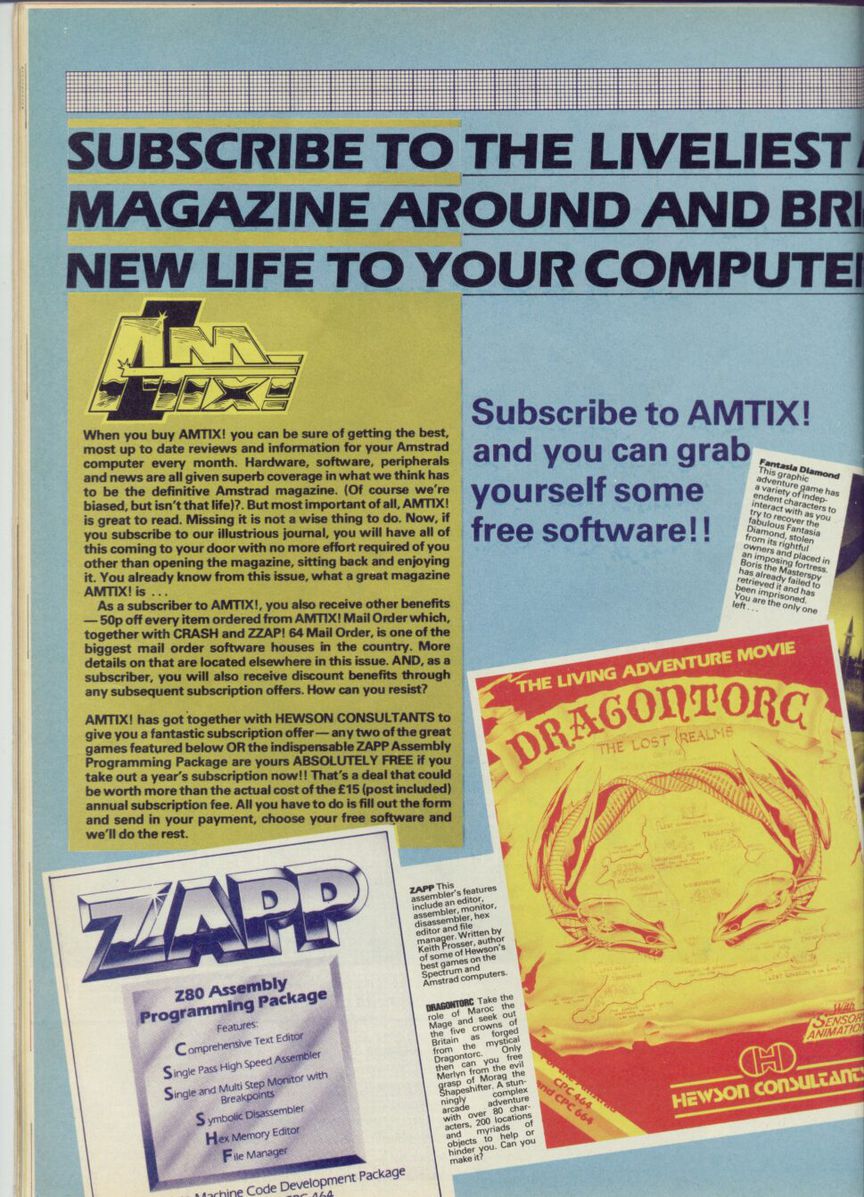 SUBSCRIBE TO THE LIVELIEST
MAGAZINE AROUND AND BRI
NEW LIFE TO YOUR COMPUTER
AMTIX!
When you buy AMTIX! you can be sure of getting the best,
most up to date reviews and information for your Amstrad
computer every month. Hardware, software, peripherals
and news are all given superb coverage in what we think has
to be the definitive Amstrad magazine. (Of course we're
biased, but isn't that life)?. But most important of all, AMTIX!
is great to read. Missing it is not a wise thing to do. Now, if
you subscribe to our illustrious journal, you will have all of
this coming to your door with no more effort required of you
other than opening the magazine, sitting back and enjoying
it. You already know from this issue, what a great magazine
AMTIX! is ...
As a subscriber to AMTIX!, you also receive other benefits
— 50p off every item ordered from AMTIX! Mail Order which,
together with CRASH and ZZAP! 64 Mail Order, is one of the
biggest mail order software houses in the country. More
details on that are located elsewhere in this issue. AND, as a
subscriber, you will also receive discount benefits through
any subsequent subscription offers. How can you resist?
AMTIX! has got together with HEWSON CONSULTANTS to
give you a fantastic subscription offer — any two of the great
games featured below OR the indispensable ZAPP Assembly
Programming Package are yours ABSOLUTELY FREE if you
take out a year's subscription now!! That's a deal that could
be worth more than the actual cost of the £15 (post included)
annual subscription fee. All you have to do is fill out the form
and send in your payment, choose your free software and
we'll do the rest.
Subscribe to AMTIX!
and you can grab
yourself some
free software!!
Fantasia Diamond
This graphic
adventure game has
a variety of indep-
endent characters to
interact with as you
try to recover the
fabulous Fantasia
Diamond, stolen
from its rightful
owners and placed in
an imposing fortress.
Boris the Masterspy
has already failed to
retrieved it and has
been imprisoned.
You are the only one
left ...
THE LIVING ADVENTURE MOVIE
DRAGONTORC
THE LOST REALMS
With
SENSOR
ANIMATIO
CPC 464
and CPC 664
HEWSON CONSULTANTS
ZAPP
Z80 Assembly
Programming Package
Features:
Comprehensive Text Editor
Single Pass High Speed Assembler
Single and Multi Step Monitor with
Breakpoints
Symbolic Disassembler
Hex Memory Editor
File Manager
Machine Code Development Package
CPC 464
ZAPP This
assembler's features
include an editor,
assembler, monitor,
disassembler, hex
editor and file
manager. Written by
Keith Prosser, author
of some of Hewson's
best games on the
Spectrum and
Amstrad computers.
DRAGONTORC Take the
role of Maroc the
Mage and seek out
the five crowns of
Britain as forged
from the mystical
Dragontorc. Only
then can you free
Merlyn from the evil
grasp of Morag the
Shapeshifter. A stun-
ningly complex
arcade adventure
with over 80 char-
acters, 200 locations
and myriads of
objects to help or
hinder you. Can you
make it?